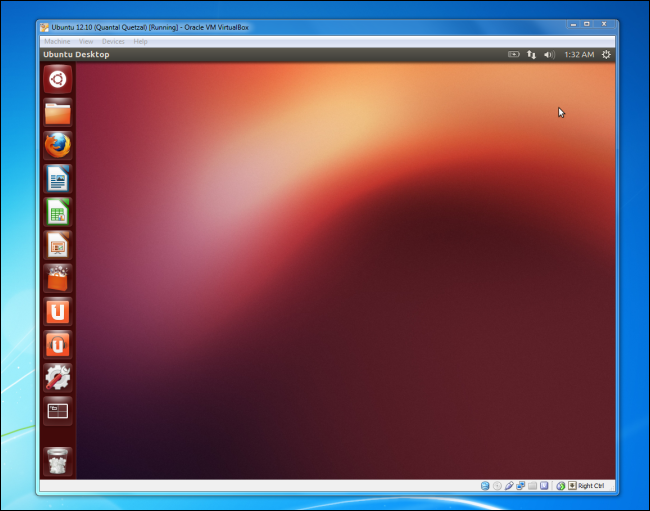 Ubuntu 12.10 (Quantal Quetzal) [Running] - Oracle VM VirtualBox
Machine View Devices Help
Ubuntu Desktop 1:32 AM
U
U
Right Ctrl